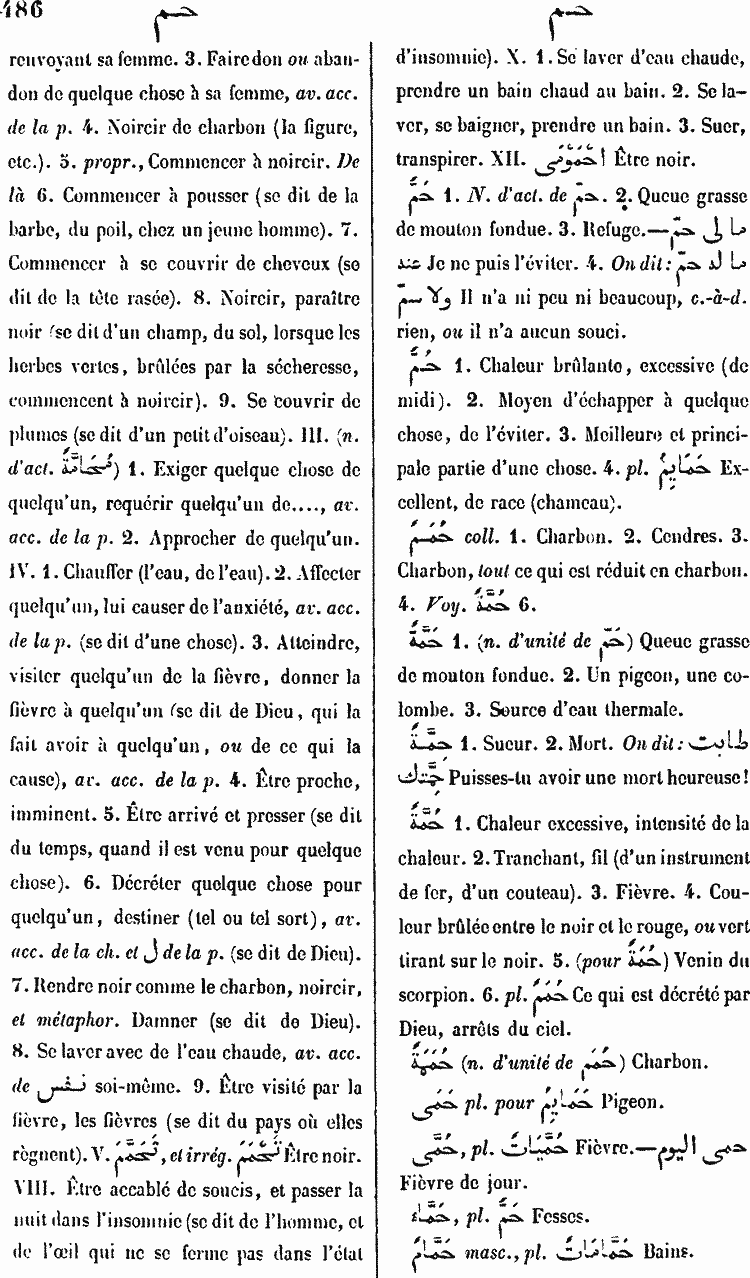 486
حم
حم
renvoyant sa femme. 3. Faire don ou aban-
don de quelque chose à sa femme, av. acc.
de la p. 4. Noircir de charbon (la figure,
etc.). 5. propr., Commencer à noircir. De
là 6. Commencer à pousser (se dit de la
barbe, du poil, chez un jeune homme). 7.
Commencer à se couvrir de cheveux (se
dit de la tête rasée). 8. Noircir, paraître
noir (se dit d'un champ, du sol, lorsque les
herbes vertes, brûlées par la sécheresse,
commencent à noircir). 9. Se couvrir de
plumes (se dit d'un petit d'oiseau). III. (n.
d'act. مُحَامَّةٌ) 1. Exiger quelque chose de
quelqu'un, requérir quelqu'un de...., av.
acc. de la p. 2. Approcher de quelqu'un.
IV. 1. Chauffer (l'eau, de l'eau). 2. Affecter
quelqu'un, lui causer de l'anxiété, av. acc.
de la p. (se dit d'une chose). 3. Atteindre,
visiter quelqu'un de la fièvre, donner la
fièvre à quelqu'un (se dit de Dieu, qui la
fait avoir à quelqu'un, ou de ce qui la
cause), av. acc. de la p. 4. Être proche,
imminent. 5. Être arrivé et presser (se dit
du temps, quand il est venu pour quelque
chose). 6. Décréter quelque chose pour
quelqu'un, destiner (tel ou tel sort), av.
acc. de la ch. et ل de la p. (se dit de Dieu).
7. Rendre noir comme le charbon, noircir,
et métaphor. Damner (se dit de Dieu).
8. Se laver avec de l'eau chaude, av. acc.
de نفس soi-même. 9. Être visité par la
fièvre, les fièvres (se dit du pays où elles
règnent). V. تَحَمَّمَ, et irrég. تَحَمْحَمَ Être noir.
VIII. Être accablé de soucis, et passer la
nuit dans l'insomnie (se dit de l'homme, et
de l'œil qui ne se ferme pas dans l'état
d'insomnie). X. 1. Se laver d'eau chaude,
prendre un bain chaud au bain. 2. Se la-
ver, se baigner, prendre un bain. 3. Suer,
transpirer. XII. اُحْمُومِىَ Être noir.
حَمٌّ 1. N. d'act. de حمّ. 2. Queue grasse
de mouton fondue. 3. Refuge.—ما لى حمّ
عند Je ne puis l'éviter. 4. On dit: ما له حمّ
ولا سمّ Il n'a ni peu ni beaucoup, c.-à-d.
rien, ou il n'a aucun souci.
حَمٌّ 1. Chaleur brûlante, excessive (de
midi). 2. Moyen d'échapper à quelque
chose, de l'éviter. 3. Meilleure et princi-
pale partie d'une chose. 4. pl. حَمَايِمُ Ex-
cellent, de race (chameau).
حُمَمٌ coll. 1. Charbon. 2. Cendres. 3.
Charbon, tout ce qui est réduit en charbon.
4. Voy. حُمَّةٌ 6.
حَمَّةٌ 1. (n. d'unité de حَمّ) Queue grasse
de mouton fondue. 2. Un pigeon, une co-
lombe. 3. Source d'eau thermale.
حِمَّةٌ 1. Sueur. 2. Mort. On dit: طابت
حِمَّتك Puisses-tu avoir une mort heureuse!
حُمَّةٌ 1. Chaleur excessive, intensité de la
chaleur. 2. Tranchant, fil (d'un instrument
de fer, d'un couteau). 3. Fièvre. 4. Cou-
leur brûlée entre le noir et le rouge, ou vert
tirant sur le noir. 5. (pour حُمَةٌ) Venin du
scorpion. 6. pl. حُمَمٌ Ce qui est décrété par
Dieu, arrêts du ciel.
حُمَمَةٌ (n. d'unité de حُمَمٌ) Charbon.
حَمَى pl. pour حَمَايِمُ Pigeon.
حُمَّى, pl. حُمَّيَاتٌ Fièvre.—حمى اليوم
Fièvre de jour.
حَمَّاءُ, pl. حُمٌّ Fesses.
حَمَّامٌ masc., pl. حَمَّامَاتٌ Bains.